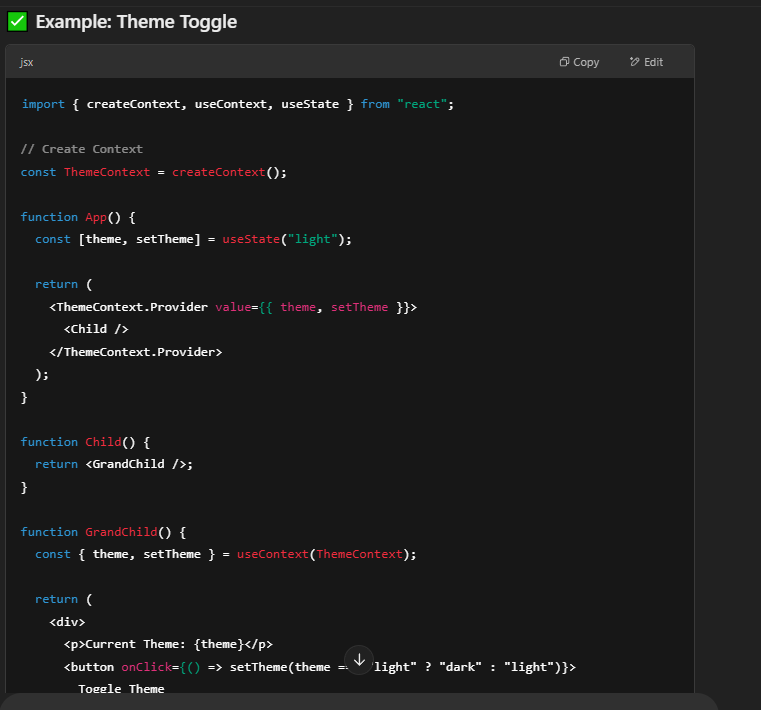 ✅ Example: Theme Toggle
jsx
Copy
Edit
import { createContext, useContext, useState } from "react";
// Create Context
const ThemeContext = createContext();
function App() {
const [theme, setTheme] = useState("light");
return (
<ThemeContext.Provider value={{ theme, setTheme }}>
<Child />
</ThemeContext.Provider>
);
}
function Child() {
return <GrandChild />;
}
function GrandChild() {
const { theme, setTheme } = useContext(ThemeContext);
return (
<div>
<p>Current Theme: {theme}</p>
<button onClick={() => setTheme(theme == light" ? "dark" : "light")}>
Toggle Theme